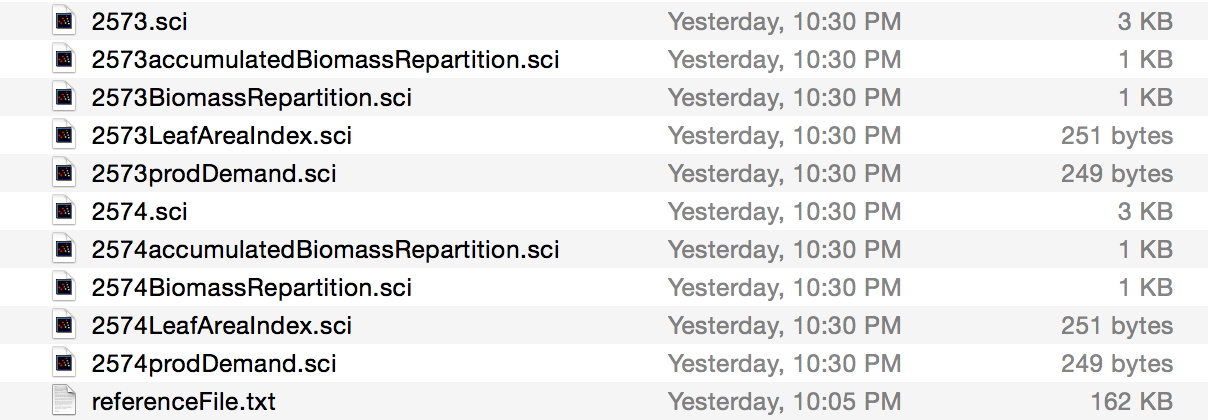 2573.sci Yesterday, 10:30 PM 3 KB
2573accumulatedBiomassRepartition.sci Yesterday, 10:30 PM 1 KB
2573BiomassRepartition.sci Yesterday, 10:30 PM 1 KB
2573LeafAreaIndex.sci Yesterday, 10:30 PM 251 bytes
2573prodDemand.sci Yesterday, 10:30 PM 249 bytes
2574.sci Yesterday, 10:30 PM 3 KB
2574accumulatedBiomassRepartition.sci Yesterday, 10:30 PM 1 KB
2574BiomassRepartition.sci Yesterday, 10:30 PM 1 KB
2574LeafAreaIndex.sci Yesterday, 10:30 PM 251 bytes
2574prodDemand.sci Yesterday, 10:30 PM 249 bytes
referenceFile.txt Yesterday, 10:05 PM 162 KB